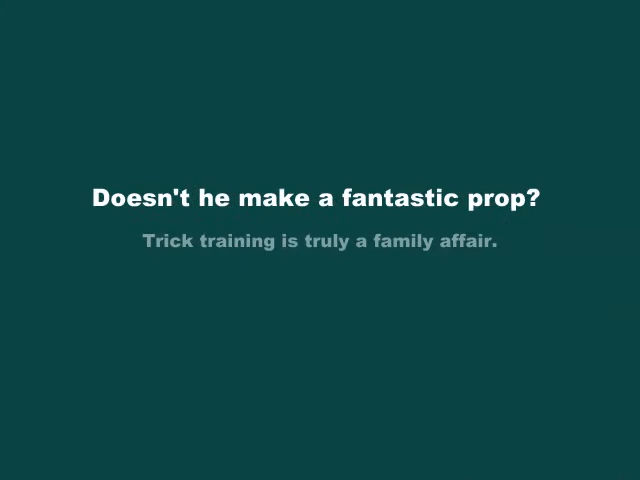 Doesn't he make a fantastic prop?
Trick training is truly a family affair.